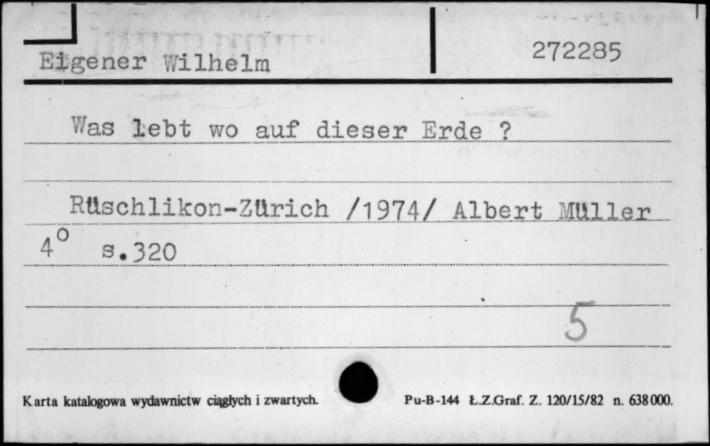 Eigener Wilhelm 272285
Was lebt wo auf dieser Erde ?
Rüschlikon-Zürich /1974/ Albert Müller
4° s.320
5
Karta katalogowa wydawnictw ciągłych i zwartych. Pu-B-144 Ł.Z.Graf. Z. 120/15/82 n. 638000.